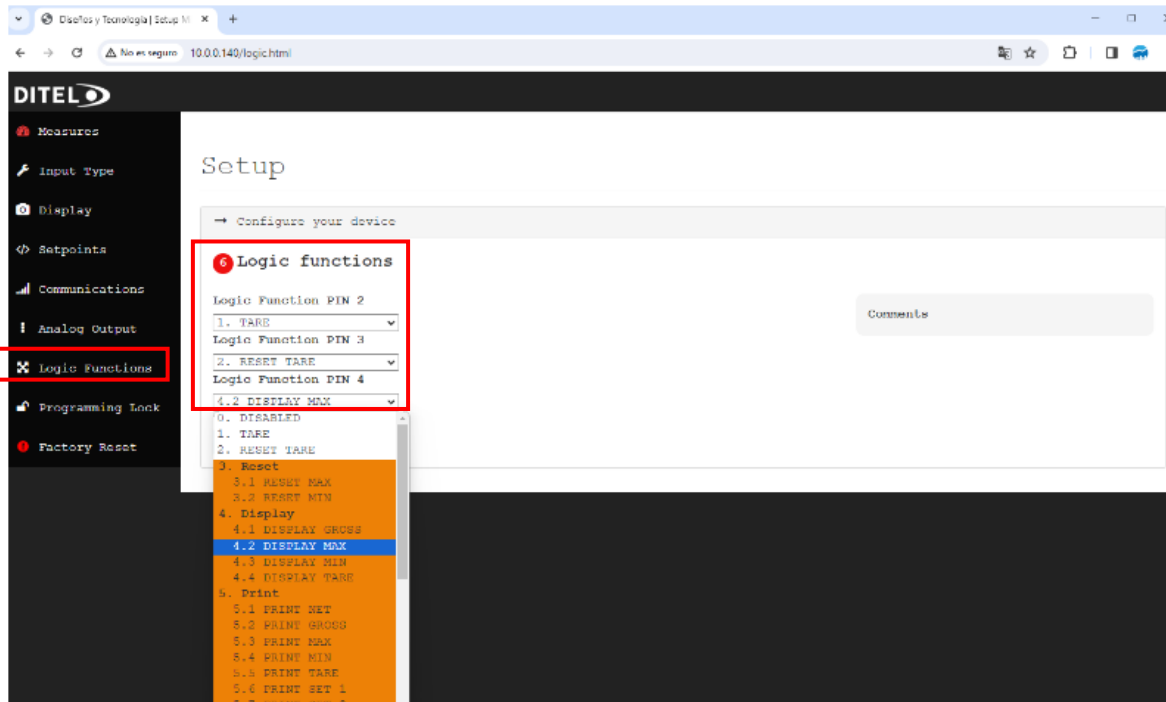 Diseños y Tecnología | Setup M
No es seguro
10.0.0.140/logic.html
DITEL
Measures
Input Type
Display
Setpoints
Communications
Analog Output
Logic Functions
Programming Lock
Factory Reset
Setup
→ Configure your device
6 Logic functions
Logic Function PIN 2
1. TARE
Logic Function PIN 3
2. RESET TARE
Logic Function PIN 4
4.2 DISPLAY MAX
0. DISABLED
1. TARE
2. RESET TARE
3. Reset
3.1 RESET MAX
3.2 RESET MIN
4. Display
4.1 DISPLAY GROSS
4.2 DISPLAY MAX
4.3 DISPLAY MIN
4.4 DISPLAY TARE
5. Print
5.1 PRINT NET
5.2 PRINT GROSS
5.3 PRINT MAX
5.4 PRINT MIN
5.5 PRINT TARE
5.6 PRINT SET 1
Comments